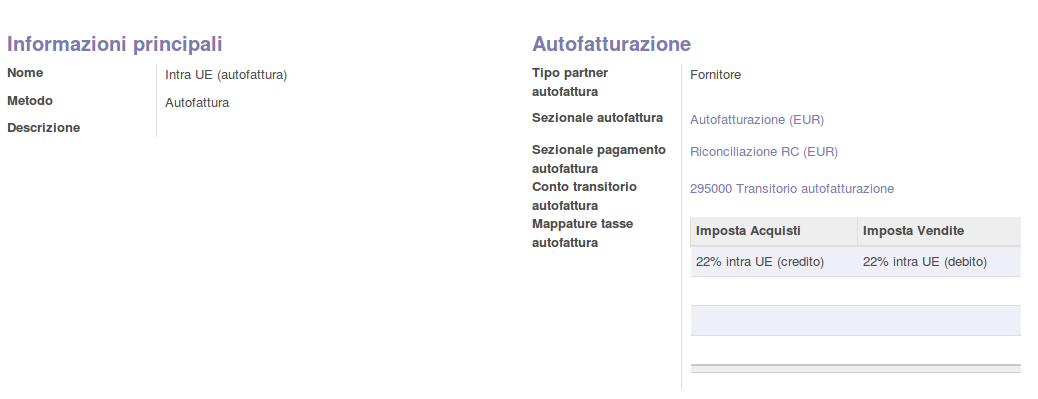 Informazioni principali
Nome
Intra UE (autofattura)
Metodo
Autofattura
Descrizione
Autofatturazione
Tipo partner
autofattura
Fornitore
Sezionale autofattura
Autofatturazione (EUR)
Sezionale pagamento
autofattura
Riconciliazione RC (EUR)
Conto transitorio
autofattura
295000 Transitorio autofatturazione
Mappature tasse
autofattura
Imposta Acquisti Imposta Vendite
22% intra UE (credito) 22% intra UE (debito)